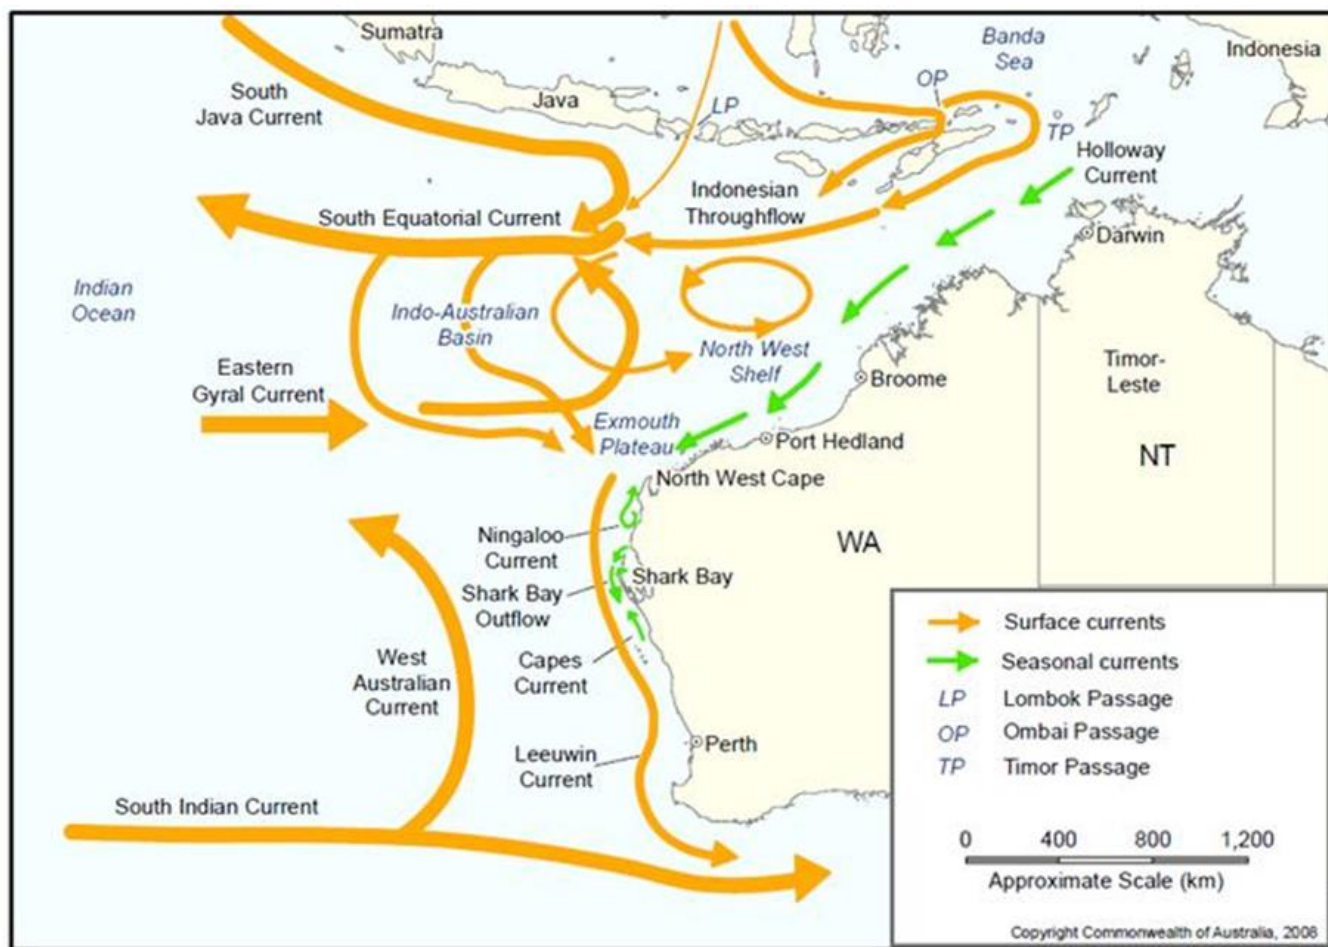 Sumatra
Banda
Sea
Indonesia
South
Java Current
Java
LP
OP
TP
Holloway
Current
Indonesian
Throughflow
South Equatorial Current
Darwin
Indian
Ocean
Indo-Australian
Basin
North West
Shelf
Timor-
Leste
Eastern
Gyral Current
Broome
Exmouth
Plateau
Port Hedland
NT
North West Cape
Ningaloo
Current
WA
Shark Bay
Shark Bay
Outflow
Capes
Current
West
Australian
Current
Leeuwin
Current
Perth
South Indian Current
Surface currents
Seasonal currents
LP Lombok Passage
OP Ombai Passage
TP Timor Passage
0 400 800 1,200
Approximate Scale (km)
Copyright Commonwealth of Australia, 2008